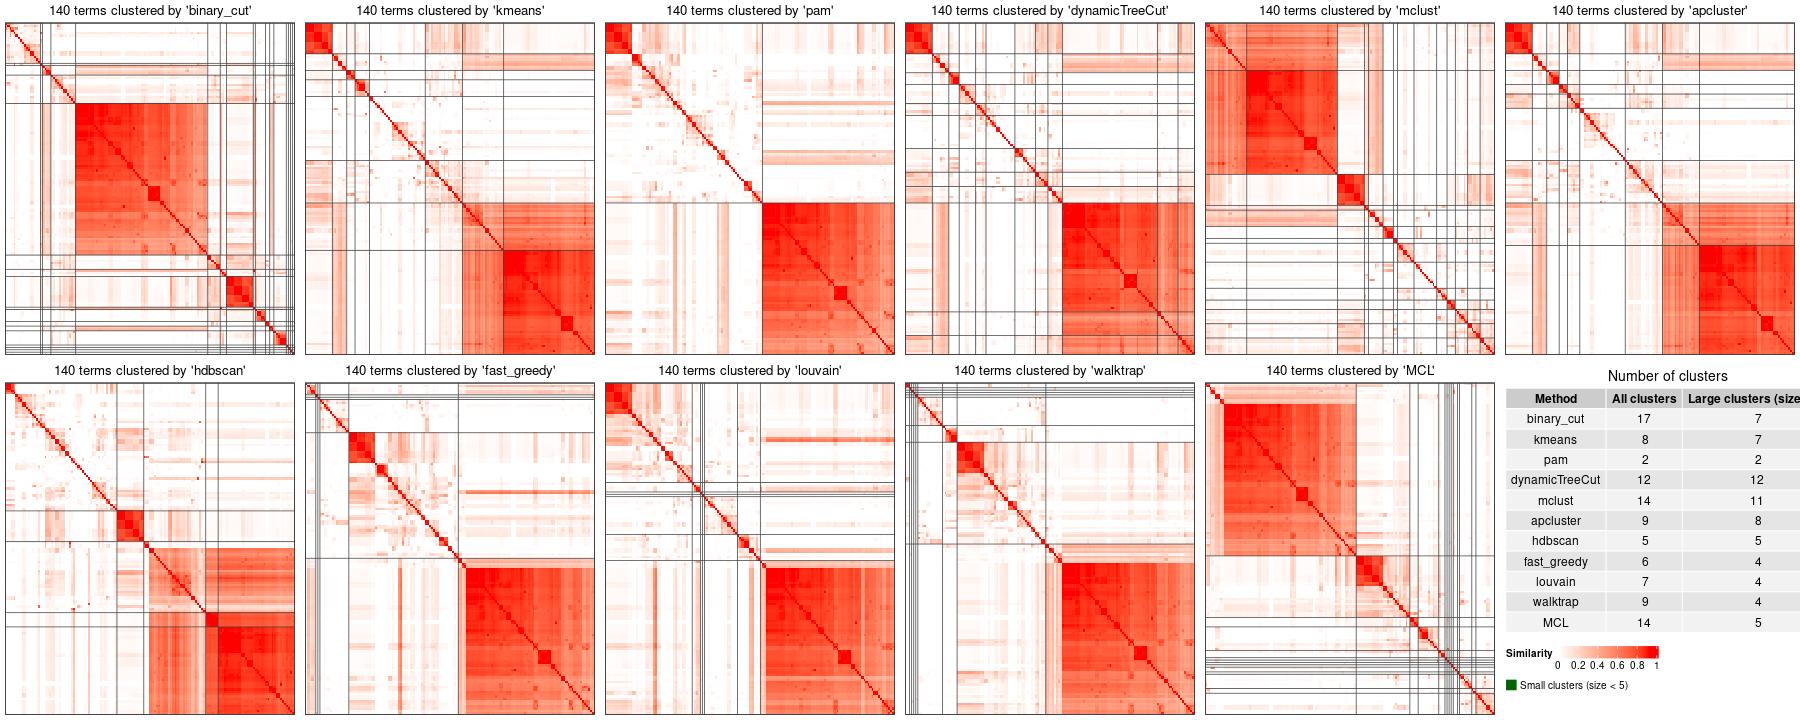 140 terms clustered by 'binary_cut'
140 terms clustered by 'kmeans'
140 terms clustered by 'pam'
140 terms clustered by 'dynamicTreeCut'
140 terms clustered by 'mclust'
140 terms clustered by 'apcluster'
140 terms clustered by 'hdbscan'
140 terms clustered by 'fast_greedy'
140 terms clustered by 'louvain'
140 terms clustered by 'walktrap'
140 terms clustered by 'MCL'
Number of clusters
Method All clusters Large clusters (size
binary_cut 17 7
kmeans 8 7
pam 2 2
dynamicTreeCut 12 12
mclust 14 11
apcluster 9 8
hdbscan 5 5
fast_greedy 6 4
louvain 7 4
walktrap 9 4
MCL 14 5
Similarity
0 0.2 0.4 0.6 0.8 1
Small clusters (size < 5)